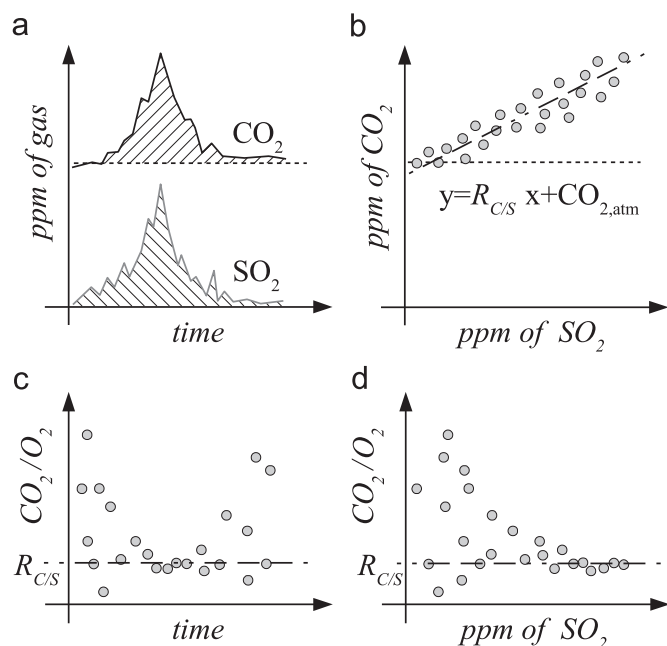 a
ppm of gas
CO2
SO2
time
b
ppm of CO2
y=RC/S x+CO2,atm
ppm of SO2
c
CO2/O2
RC/S
time
d
CO2/O2
RC/S
ppm of SO2